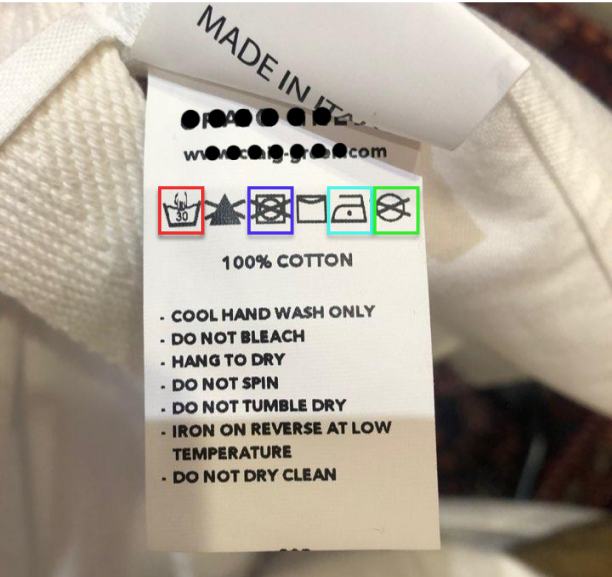 MADE IN
30
100% COTTON
- COOL HAND WASH ONLY
- DO NOT BLEACH
- HANG TO DRY
- DO NOT SPIN
- DO NOT TUMBLE DRY
- IRON ON REVERSE AT LOW
TEMPERATURE
- DO NOT DRY CLEAN